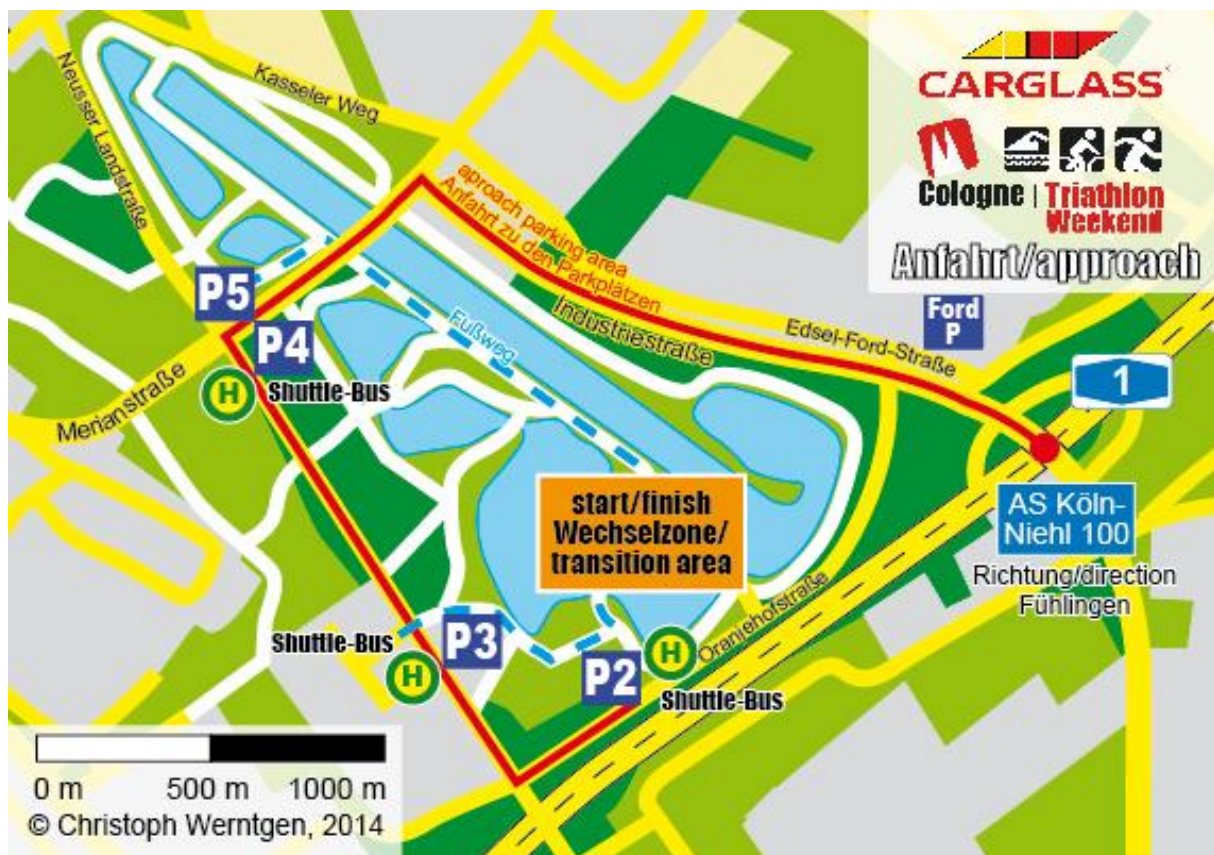 CARGLASS
Cologne | Triathlon
Weekend
Anfahrt/approach
Neusser Landstraße
Kasseler Weg
aproach parking area
Anfahrt zu den Parkplätzen
Industriestraße
Edsel-Ford-Straße
Ford
P
1
P5
P4
Fußweg
H
Shuttle-Bus
Merianstraße
start/finish
Wechselzone/
transition area
AS Köln-
Niehl 100
Richtung/direction
Fühlingen
Oranjehofstraße
Shuttle-Bus
H
P3
P2
H
Shuttle-Bus
0 m 500 m 1000 m
© Christoph Werntgen, 2014